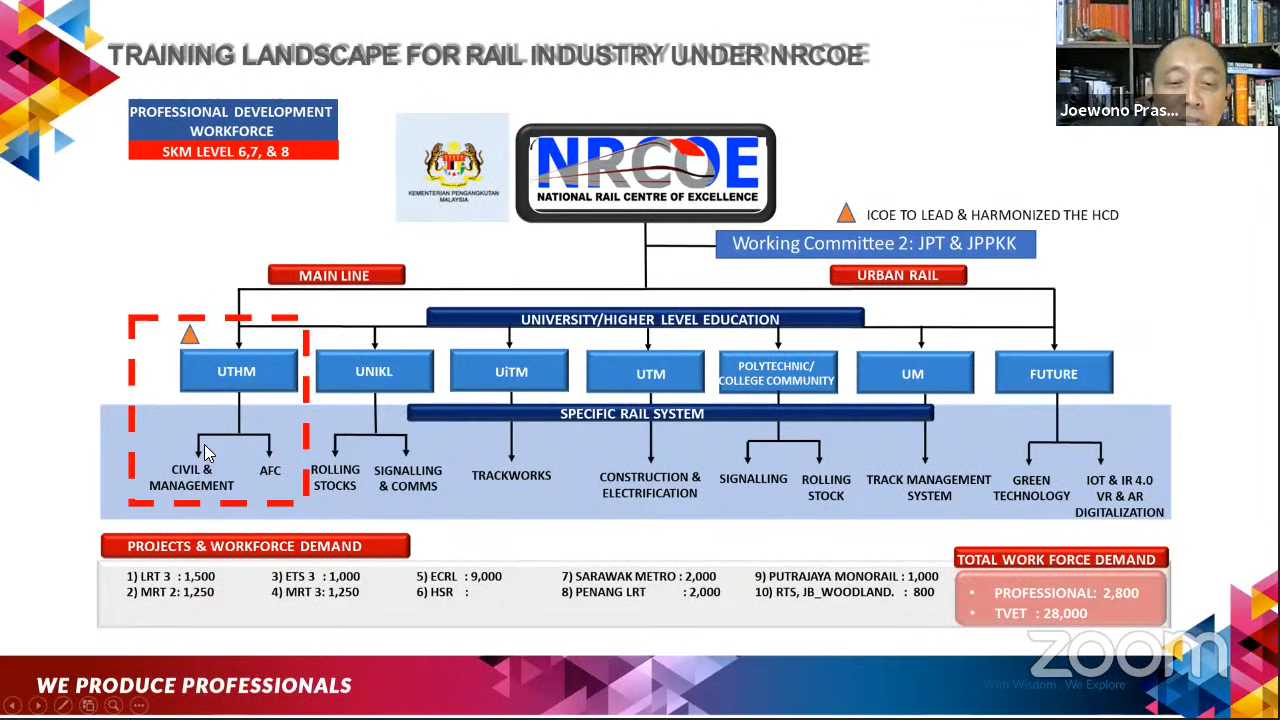 TRAINING LANDSCAPE FOR RAIL INDUSTRY UNDER NRCOE
Joewono Pras...
PROFESSIONAL DEVELOPMENT
WORKFORCE
SKM LEVEL 6,7, & 8
KEMENTERIAN PENGANGKUTAN
MALAYSIA
NRCOE
NATIONAL RAIL CENTRE OF EXCELLENCE
ICOE TO LEAD & HARMONIZED THE HCD
Working Committee 2: JPT & JPPKK
MAIN LINE
URBAN RAIL
UNIVERSITY/HIGHER LEVEL EDUCATION
UTHM
UNIKL
UiTM
UTM
POLYTECHNIC/
COLLEGE COMMUNITY
UM
FUTURE
SPECIFIC RAIL SYSTEM
CIVIL &
MANAGEMENT
AFC
ROLLING
STOCKS
SIGNALLING
& COMMS
TRACKWORKS
CONSTRUCTION &
ELECTRIFICATION
SIGNALLING
ROLLING
STOCK
TRACK MANAGEMENT
SYSTEM
GREEN
TECHNOLOGY
IOT & IR 4.0
VR & AR
DIGITALIZATION
PROJECTS & WORKFORCE DEMAND
1) LRT 3 : 1,500
2) MRT 2: 1,250
3) ETS 3 : 1,000
4) MRT 3: 1,250
5) ECRL : 9,000
6) HSR :
7) SARAWAK METRO : 2,000
8) PENANG LRT : 2,000
9) PUTRAJAYA MONORAIL : 1,000
10) RTS, JB_WOODLAND. : 800
TOTAL WORK FORCE DEMAND
• PROFESSIONAL: 2,800
• TVET : 28,000
zoom
WE PRODUCE PROFESSIONALS
With Wisdom . We Explore